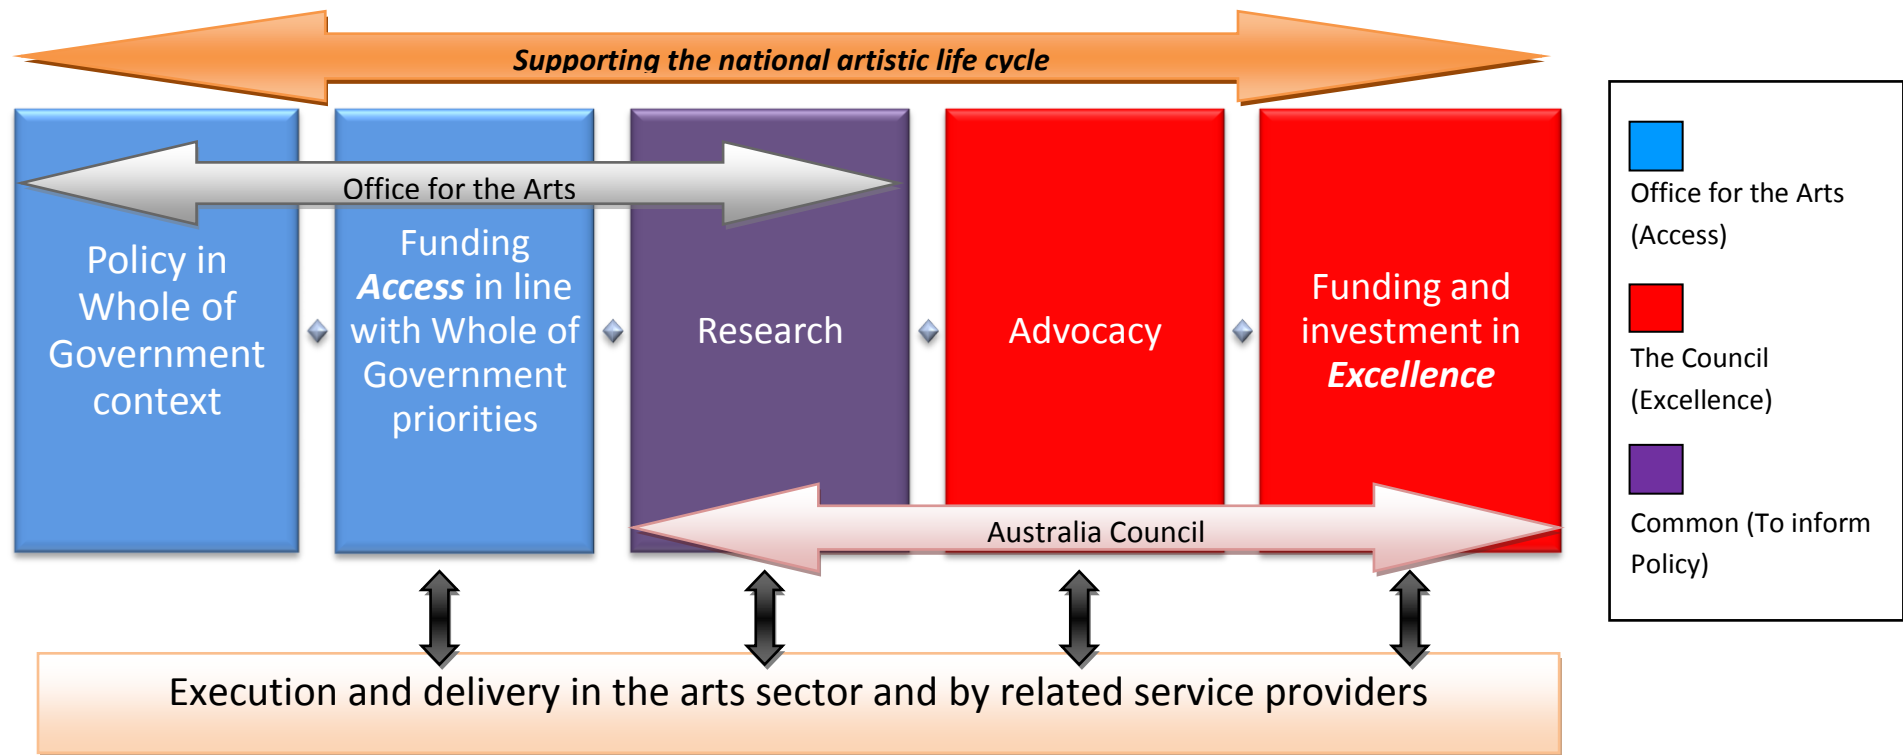 Supporting the national artistic life cycle
Office for the Arts
Policy in
Whole of
Government
context
Funding
Access in line
with Whole of
Government
priorities
Research
Advocacy
Funding and
investment in
Excellence
Australia Council
Execution and delivery in the arts sector and by related service providers
Office for the Arts
(Access)
The Council
(Excellence)
Common (To inform
Policy)